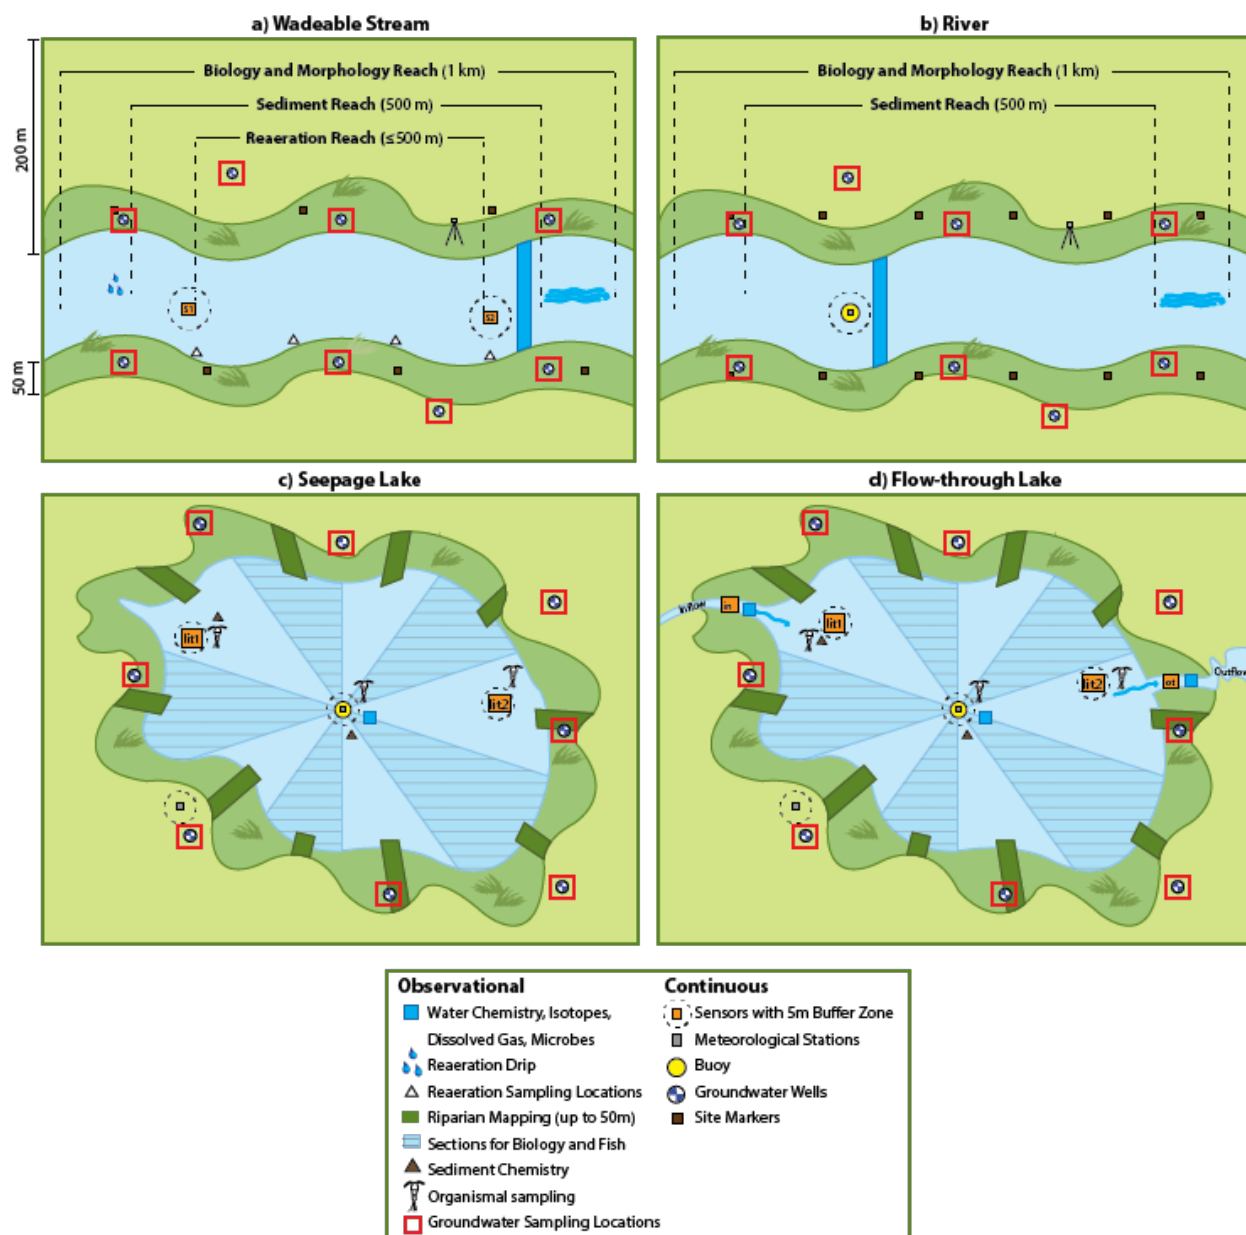 a) Wadeable Stream
b) River
200 m
50 m
Biology and Morphology Reach (1 km)
Sediment Reach (500 m)
Reaeration Reach (≤500 m)
S1
S2
Biology and Morphology Reach (1 km)
Sediment Reach (500 m)
c) Seepage Lake
d) Flow-through Lake
lit1
lit2
Inflow
in
lit1
lit2
ot
Outflow
Observational
Water Chemistry, Isotopes,
Dissolved Gas, Microbes
Reaeration Drip
Reaeration Sampling Locations
Riparian Mapping (up to 50m)
Sections for Biology and Fish
Sediment Chemistry
Organismal sampling
Groundwater Sampling Locations
Continuous
Sensors with 5m Buffer Zone
Meteorological Stations
Buoy
Groundwater Wells
Site Markers